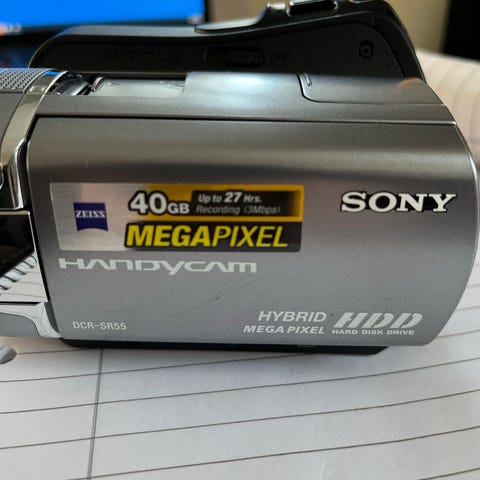 ZEISS
40GB
Up to 27 Hrs.
Recording (3Mbps)
MEGAPIXEL
SONY
HANDYCAM
DCR-SR55
HYBRID
MEGA PIXEL
HDD
HARD DISK DRIVE